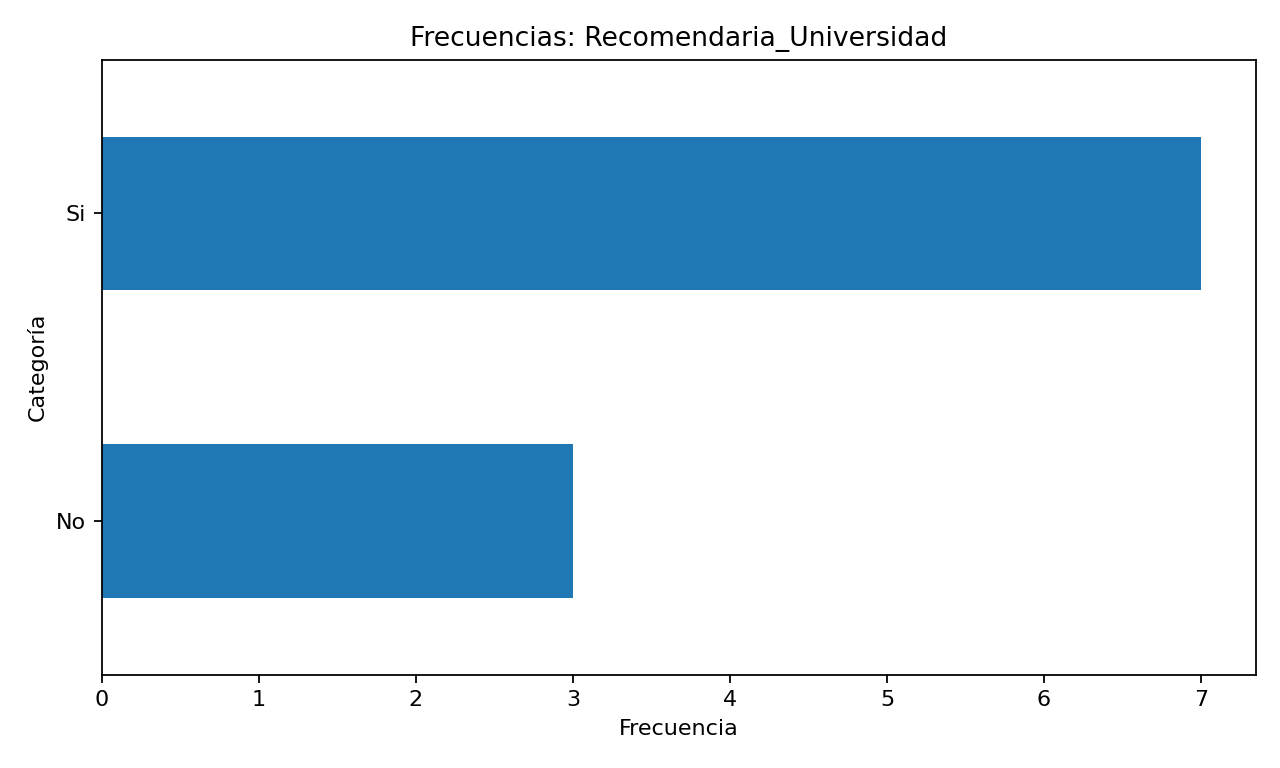 Frecuencias: Recomendaria_Universidad
Si
Categoría
No
0 1 2 3 4 5 6 7
Frecuencia